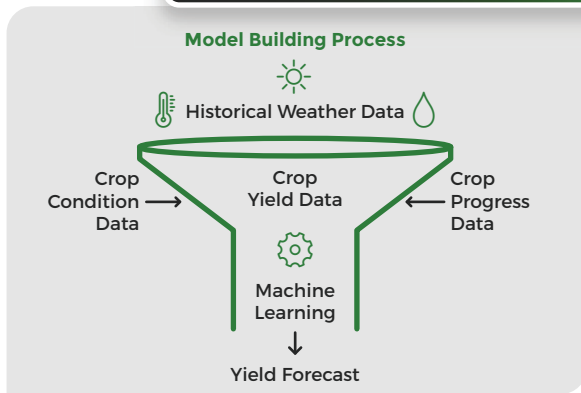 Model Building Process
Historical Weather Data
Crop
Condition
Data
Crop
Yield Data
Crop
Progress
Data
Machine
Learning
Yield Forecast